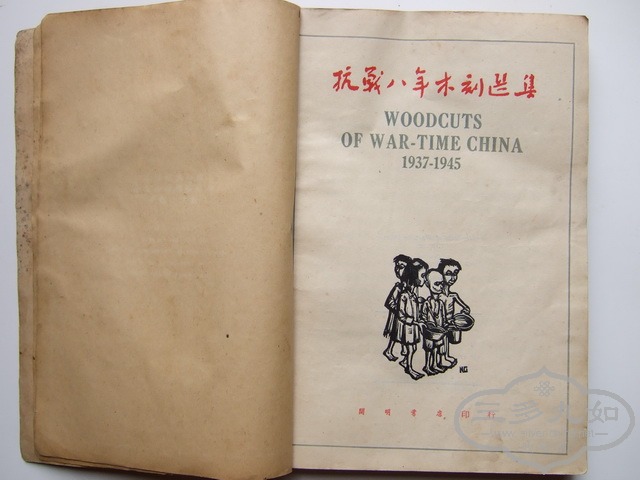 抗戰八年木刻選集
WOODCUTS
OF WAR-TIME CHINA
1937-1945
KG
開明書店印行